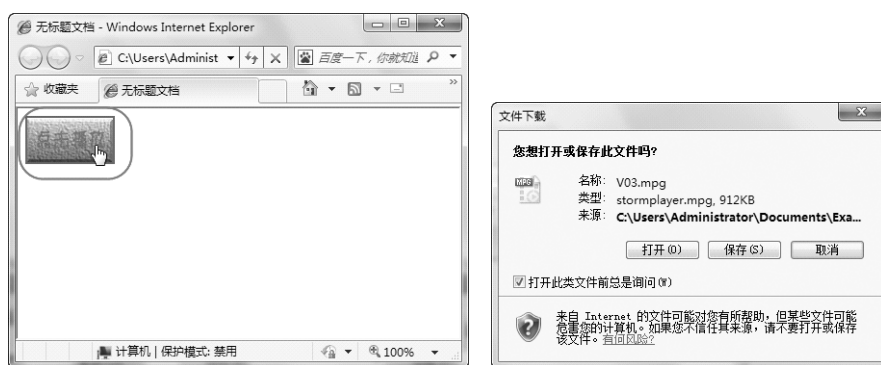 无标题文档 - Windows Internet Explorer
C:\Users\Administ
百度一下，你就知道
收藏夹
无标题文档
点击播放
计算机 | 保护模式: 禁用
100%
文件下载
您想打开或保存此文件吗?
MPG
名称: V03.mpg
类型: stormplayer.mpg, 912KB
来源: C:\Users\Administrator\Documents\Exa...
打开(O) 保存(S) 取消
打开此类文件前总是询问(W)
来自 Internet 的文件可能对您有所帮助，但某些文件可能
危害您的计算机。如果您不信任其来源，请不要打开或保存
该文件。有何风险?